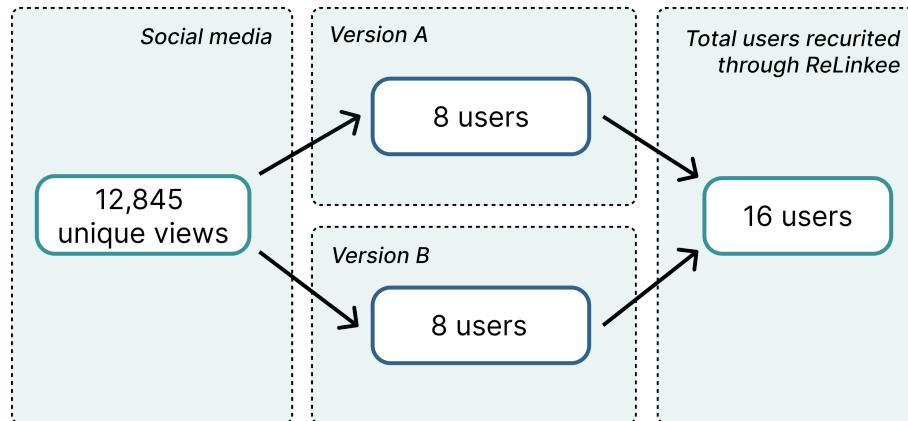 Social media
12,845
unique views
Version A
8 users
Version B
8 users
Total users recurited
through ReLinkee
16 users